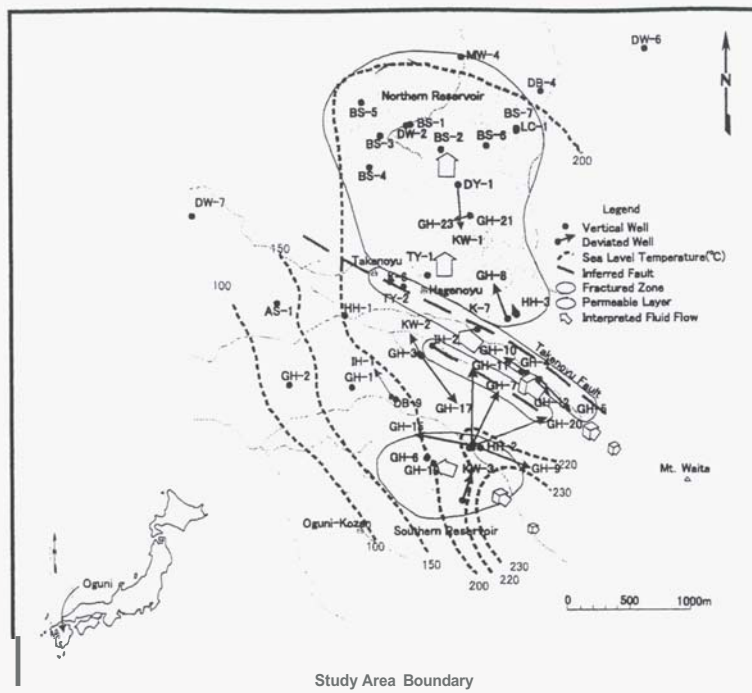 DW-6
MW-4
N
DB-4
Northern Reservoir
BS-5
BS-7
BS-1
LC-1
DW-2
BS-2
BS-6
BS-3
200
BS-4
DY-1
DW-7
Legend
GH-21
Vertical Well
GH-23
Deviated Well
KW-1
Sea Level Temperature(°C)
150
TY-1
Inferred Fault
Takenoyu
GH-8
Fractured Zone
100
K-6
Hagenoyu
Permeable Layer
TY-2
Interpreted Fluid Flow
AS-1
HH-1
K-7
HH-3
KW-2
IH-2
Takenoyu Fault
GH-3
GH-10
IH-1
GH-11
GH-2
GH-1
GH-7
DB-9
GH-17
GH-12
GH-5
GH-15
GH-20
HH-2
GH-6
220
KW-3
GH-9
Mt. Waita
230
Oguni-Kozan
Southern Reservoir
100
150
230
220
200
Oguni
0 500 1000m
Study Area Boundary